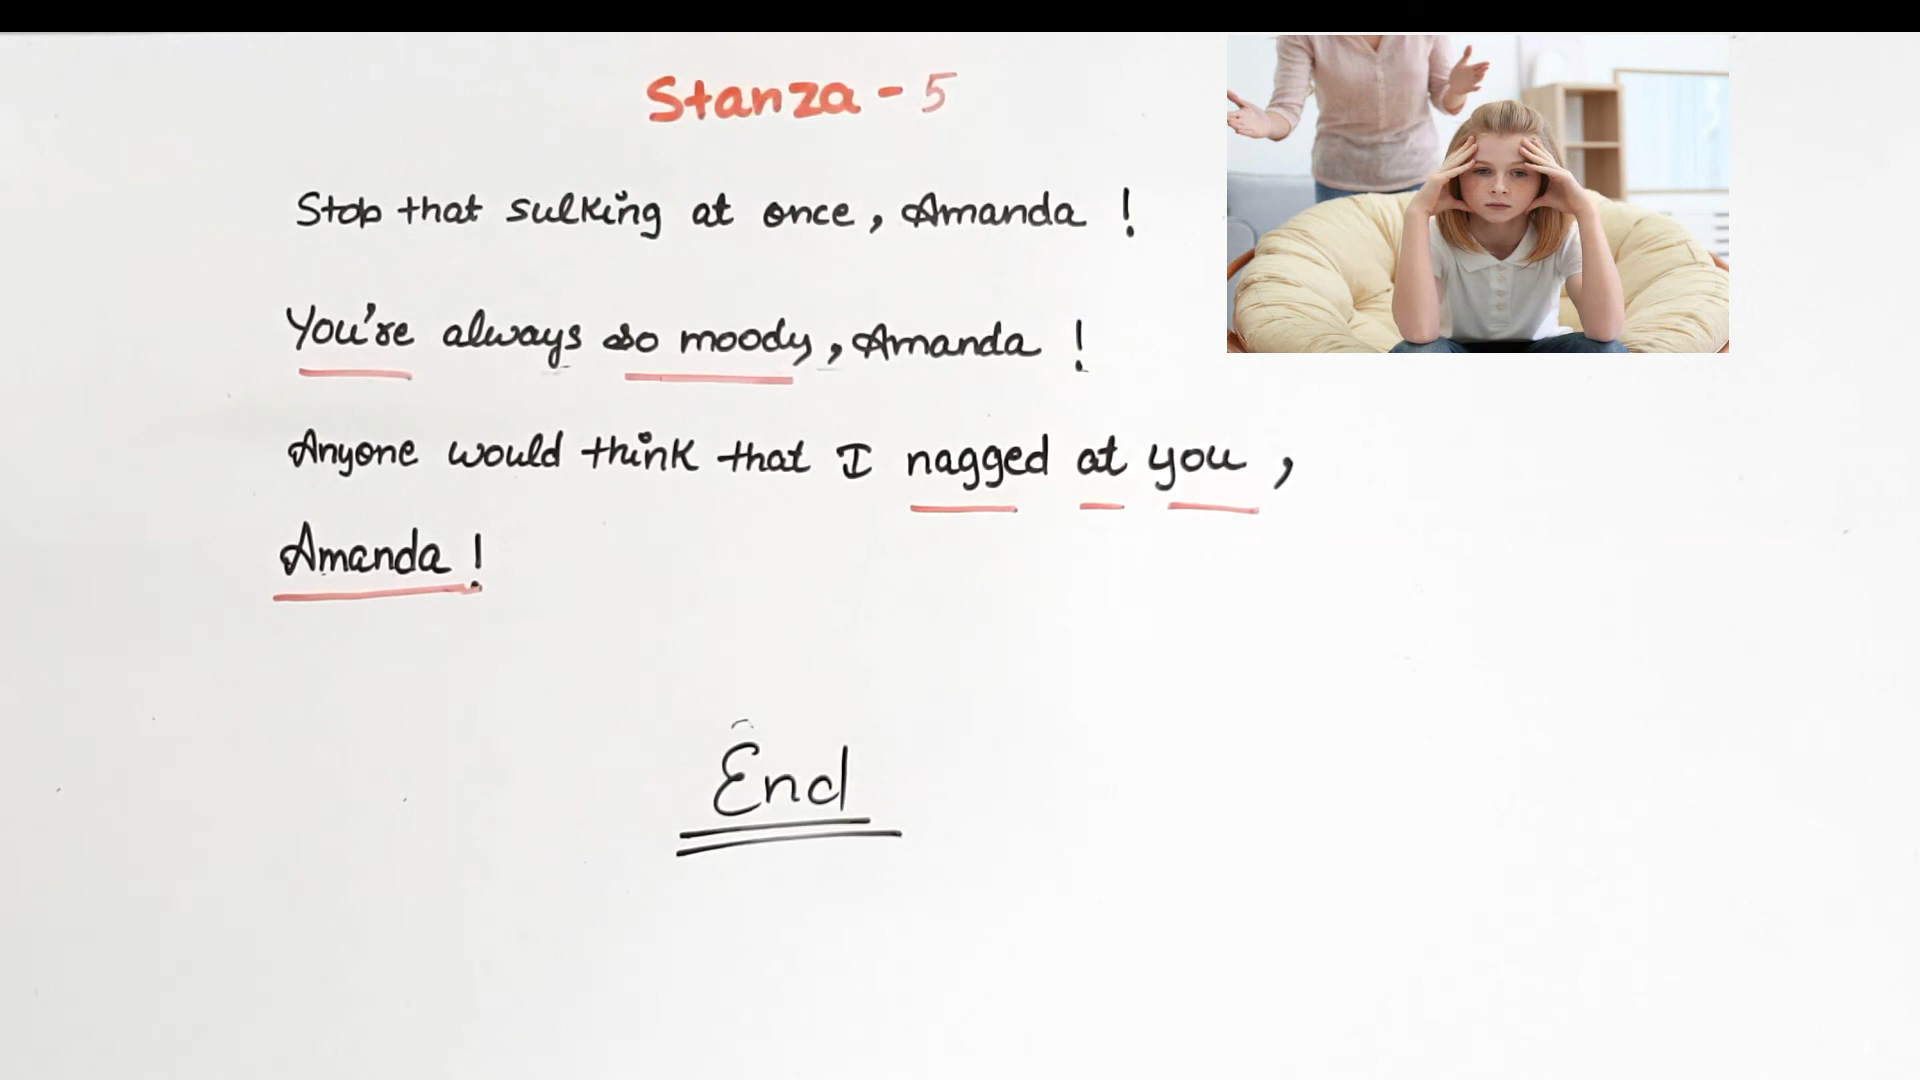 Stanza - 5
Stop that sulking at once, Amanda !
You're always so moody, Amanda !
Anyone would think that I nagged at you,
Amanda !
End